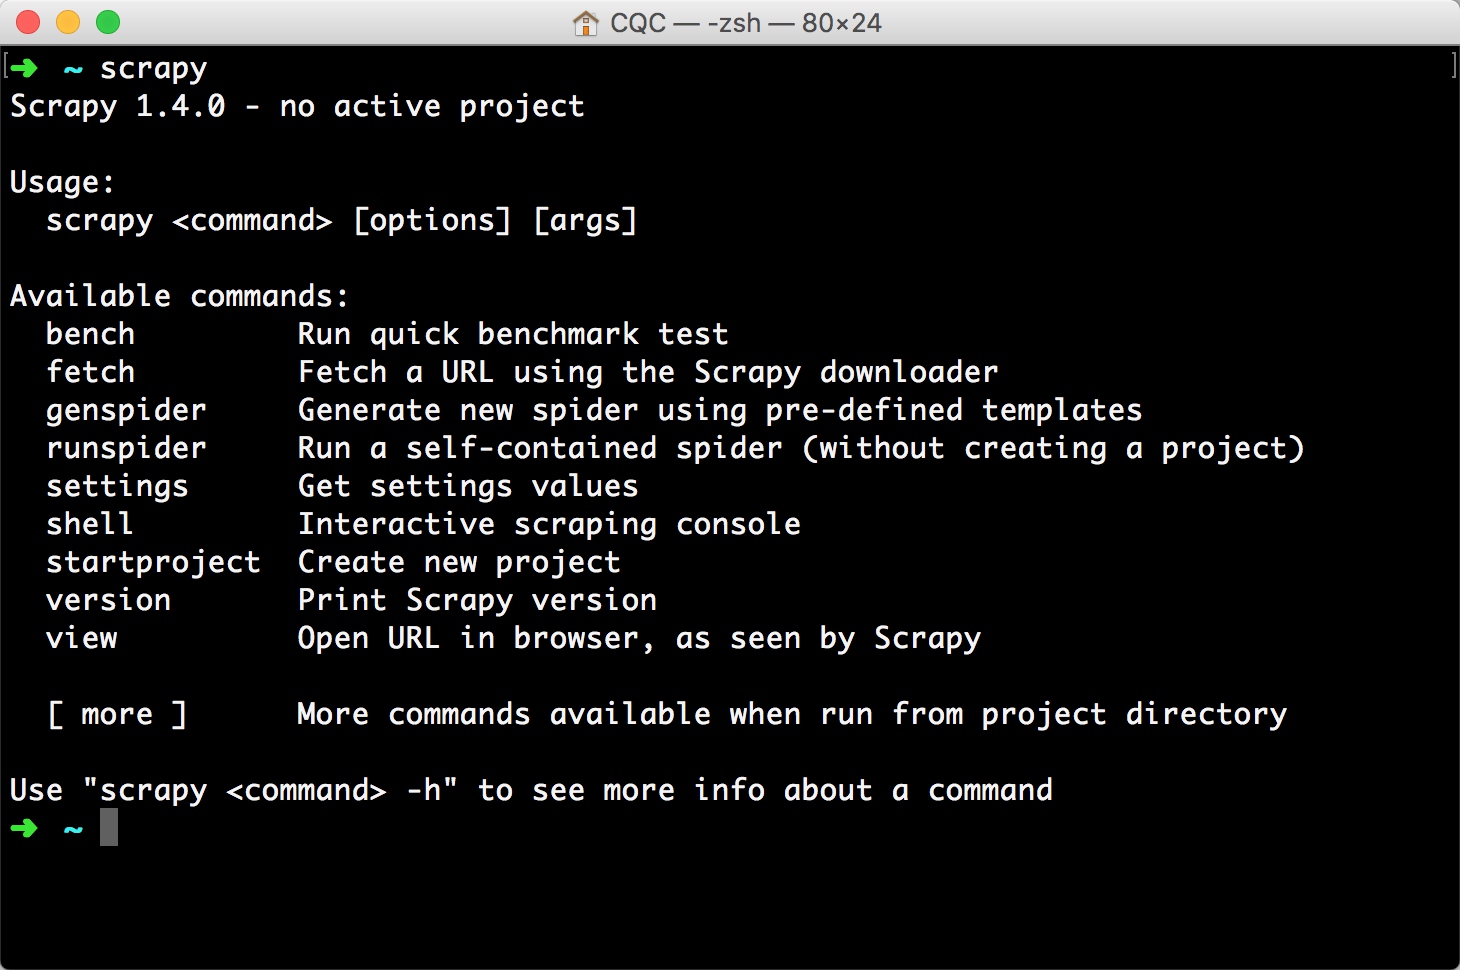 CQC — -zsh — 80×24
[➜  ~ scrapy ]
Scrapy 1.4.0 - no active project

Usage:
  scrapy <command> [options] [args]

Available commands:
  bench         Run quick benchmark test
  fetch         Fetch a URL using the Scrapy downloader
  genspider     Generate new spider using pre-defined templates
  runspider     Run a self-contained spider (without creating a project)
  settings      Get settings values
  shell         Interactive scraping console
  startproject  Create new project
  version       Print Scrapy version
  view          Open URL in browser, as seen by Scrapy

  [ more ]      More commands available when run from project directory

Use "scrapy <command> -h" to see more info about a command
➜  ~